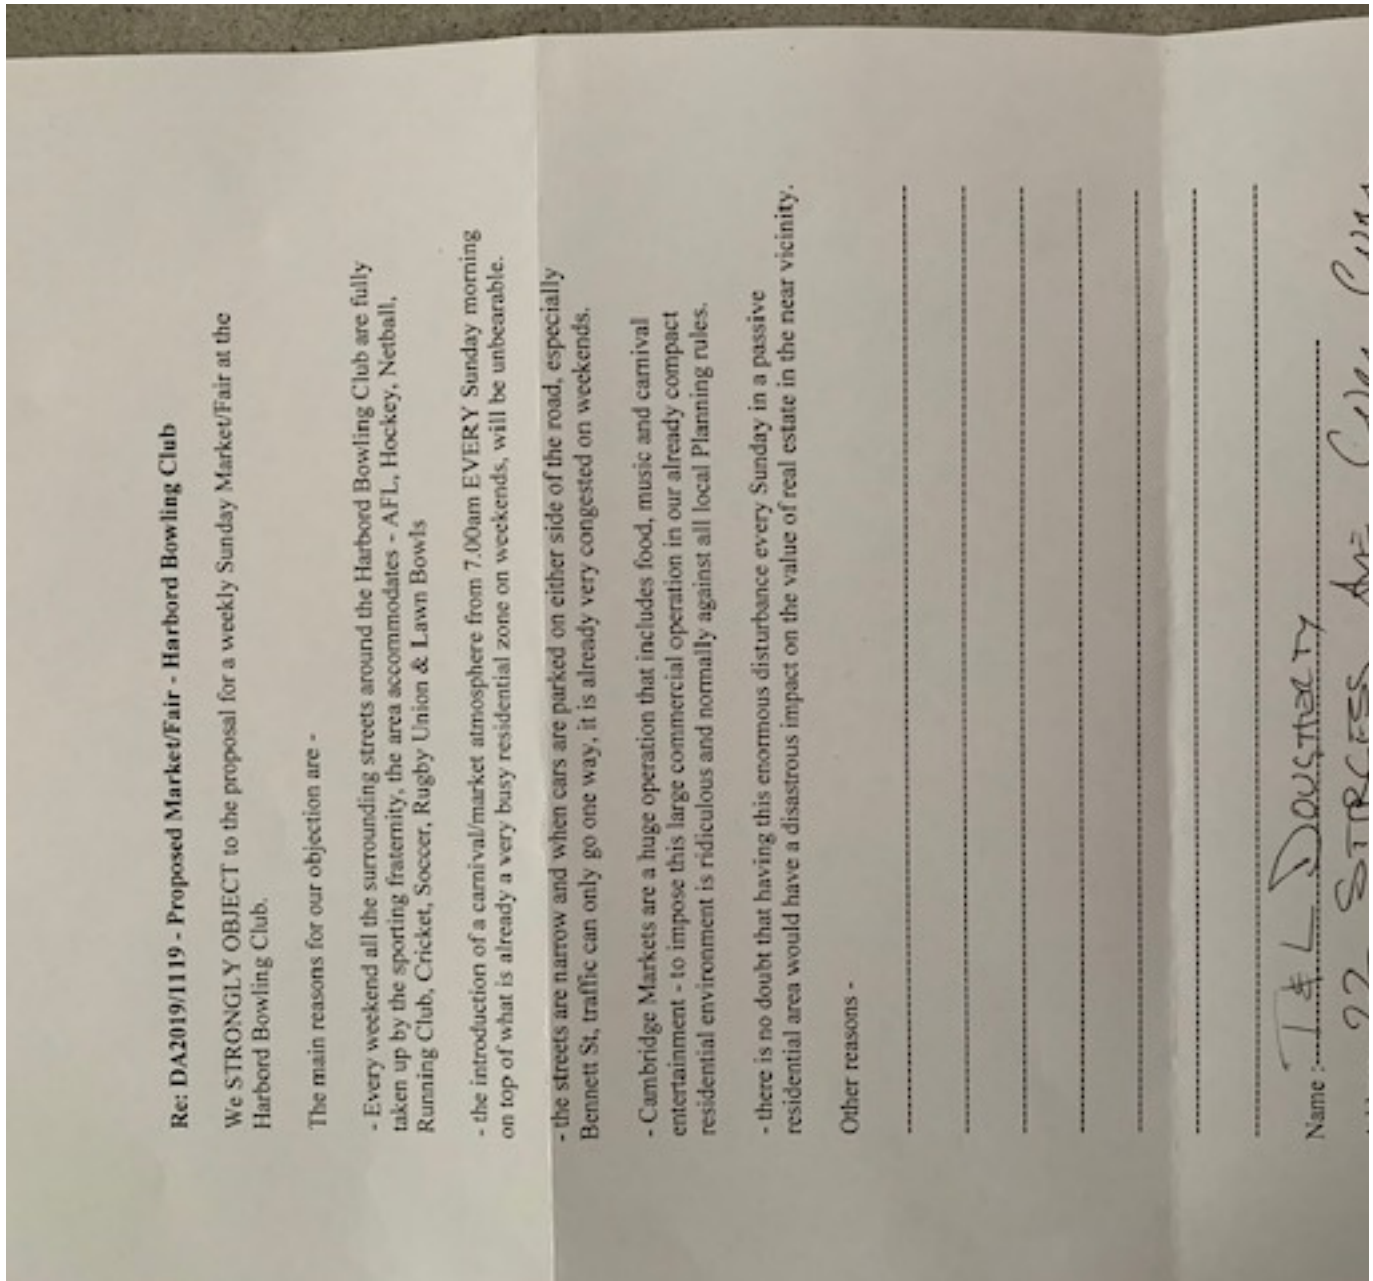 Re: DA2019/1119 - Proposed Market/Fair - Harbord Bowling Club
We STRONGLY OBJECT to the proposal for a weekly Sunday Market/Fair at the
Harbord Bowling Club.
The main reasons for our objection are -
- Every weekend all the surrounding streets around the Harbord Bowling Club are fully
taken up by the sporting fraternity, the area accommodates - AFL, Hockey, Netball,
Running Club, Cricket, Soccer, Rugby Union & Lawn Bowls
- the introduction of a carnival/market atmosphere from 7.00am EVERY Sunday morning
on top of what is already a very busy residential zone on weekends, will be unbearable.
- the streets are narrow and when cars are parked on either side of the road, especially
Bennett St, traffic can only go one way, it is already very congested on weekends.
- Cambridge Markets are a huge operation that includes food, music and carnival
entertainment - to impose this large commercial operation in our already compact
residential environment is ridiculous and normally against all local Planning rules.
- there is no doubt that having this enormous disturbance every Sunday in a passive
residential area would have a disastrous impact on the value of real estate in the near vicinity.
Other reasons -
Name :- I & L DOUGHERTY
22 STURGESS AVE CURL CURL